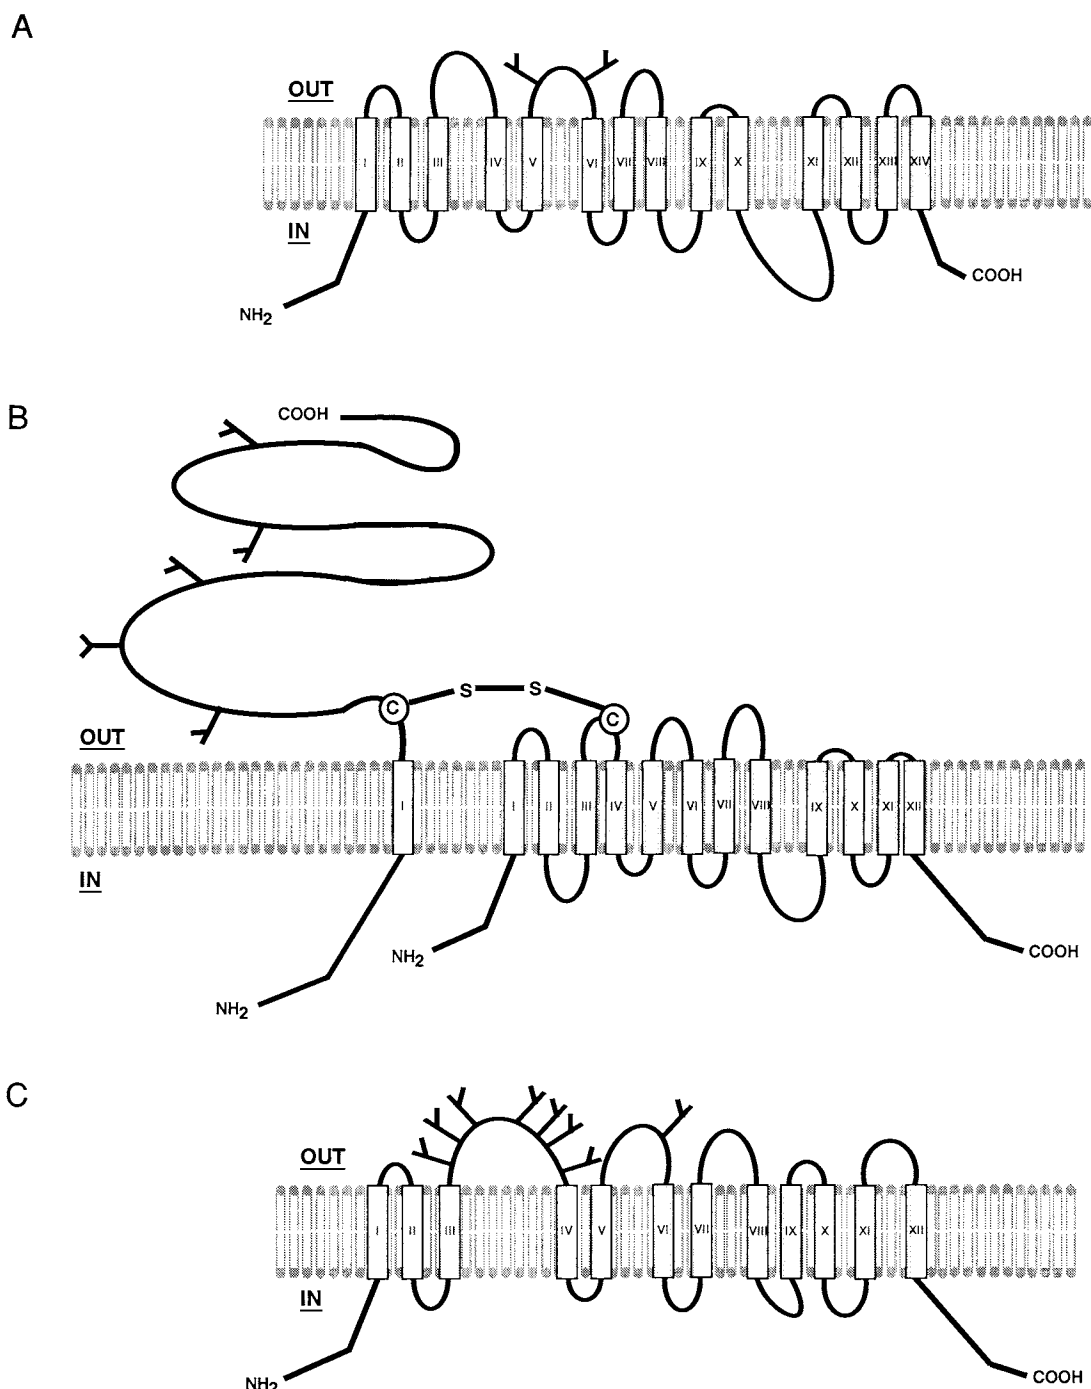 A
OUT
I II III IV V VI VII VIII IX X XI XII XIII XIV
IN
COOH
NH2
B
COOH
C S S C
OUT
I I II III IV V VI VII VIII IX X XI XII
IN
NH2 COOH
NH2
C
OUT
I II III IV V VI VII VIII IX X XI XII
IN
NH2 COOH